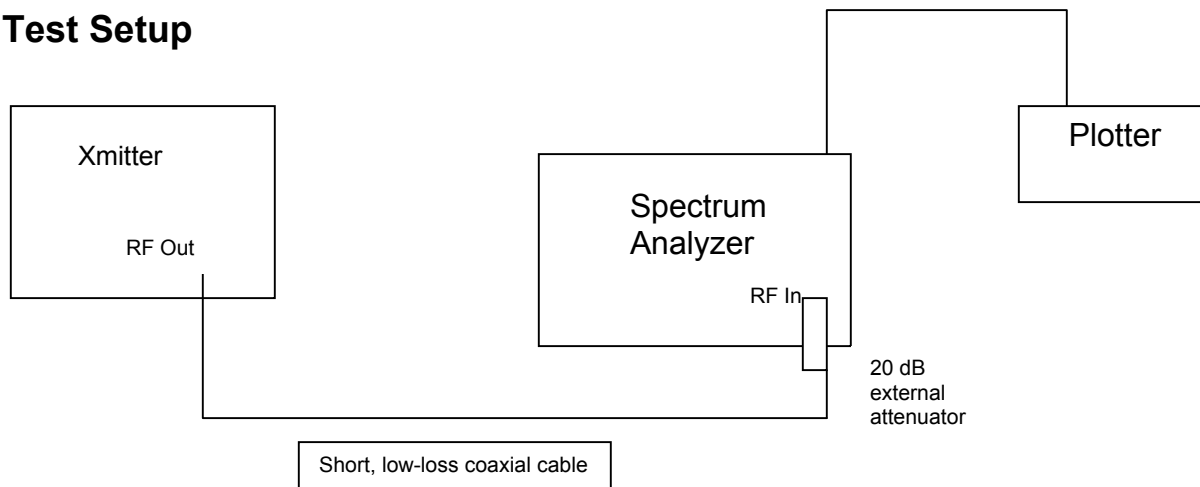 Test Setup
Xmitter
RF Out
Spectrum
Analyzer
RF In
Plotter
20 dB
external
attenuator
Short, low-loss coaxial cable